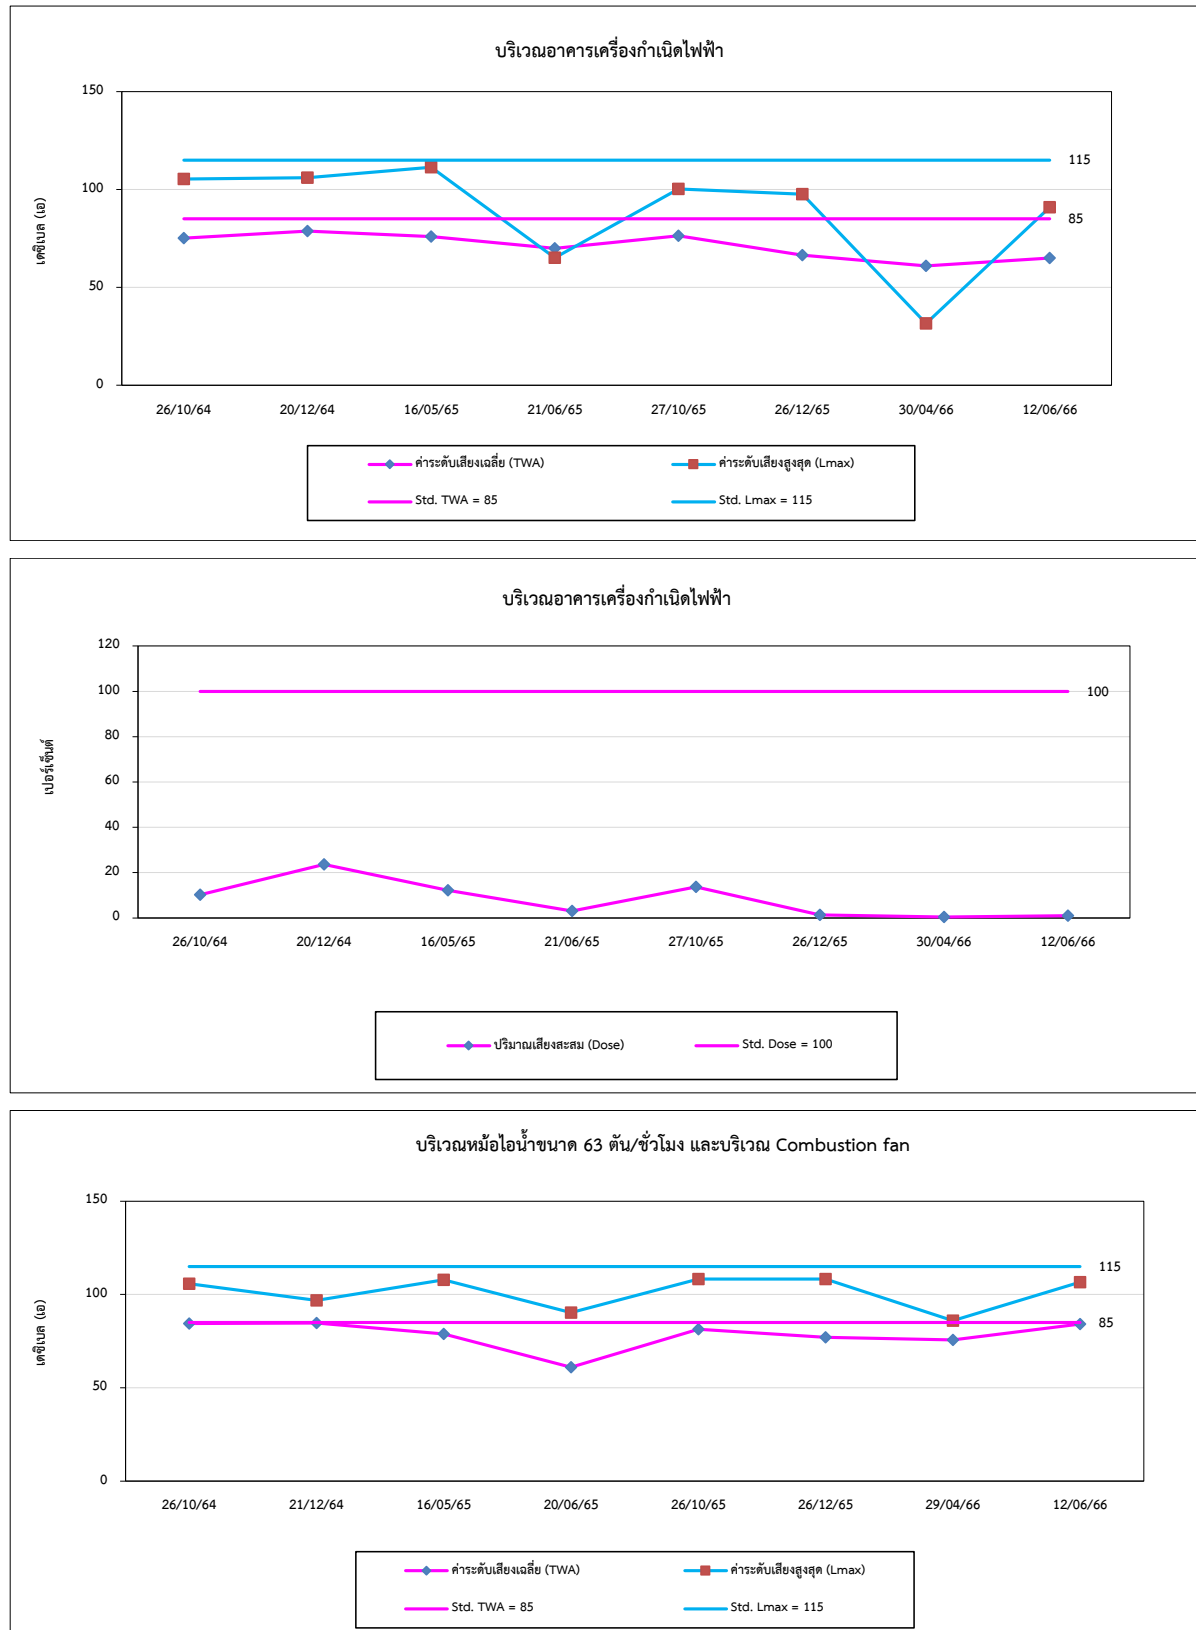 บริเวณอาคารเครื่องกำเนิดไฟฟ้า
150
100
50
0
เดซิเบล (เอ)
115
85
26/10/64 20/12/64 16/05/65 21/06/65 27/10/65 26/12/65 30/04/66 12/06/66
ค่าระดับเสียงเฉลี่ย (TWA) ค่าระดับเสียงสูงสุด (Lmax)
Std. TWA = 85 Std. Lmax = 115
บริเวณอาคารเครื่องกำเนิดไฟฟ้า
120
100
80
60
40
20
0
เปอร์เซ็นต์
100
26/10/64 20/12/64 16/05/65 21/06/65 27/10/65 26/12/65 30/04/66 12/06/66
ปริมาณเสียงสะสม (Dose) Std. Dose = 100
บริเวณหม้อไอน้ำขนาด 63 ตัน/ชั่วโมง และบริเวณ Combustion fan
150
100
50
0
เดซิเบล (เอ)
115
85
26/10/64 21/12/64 16/05/65 20/06/65 26/10/65 26/12/65 29/04/66 12/06/66
ค่าระดับเสียงเฉลี่ย (TWA) ค่าระดับเสียงสูงสุด (Lmax)
Std. TWA = 85 Std. Lmax = 115